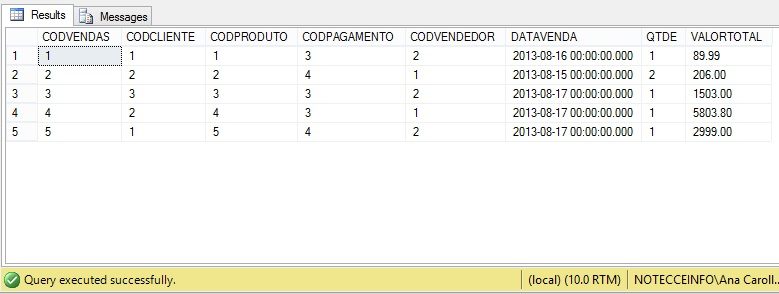 Results Messages
CODVENDAS CODCLIENTE CODPRODUTO CODPAGAMENTO CODVENDEDOR DATAVENDA QTDE VALORTOTAL
1 1 1 1 3 2 2013-08-16 00:00:00.000 1 89.99
2 2 2 2 4 1 2013-08-15 00:00:00.000 2 206.00
3 3 3 3 3 2 2013-08-17 00:00:00.000 1 1503.00
4 4 2 4 3 1 2013-08-17 00:00:00.000 1 5803.80
5 5 1 5 4 2 2013-08-17 00:00:00.000 1 2999.00
Query executed successfully. (local) (10.0 RTM) NOTECCEINFO\Ana Caroll...